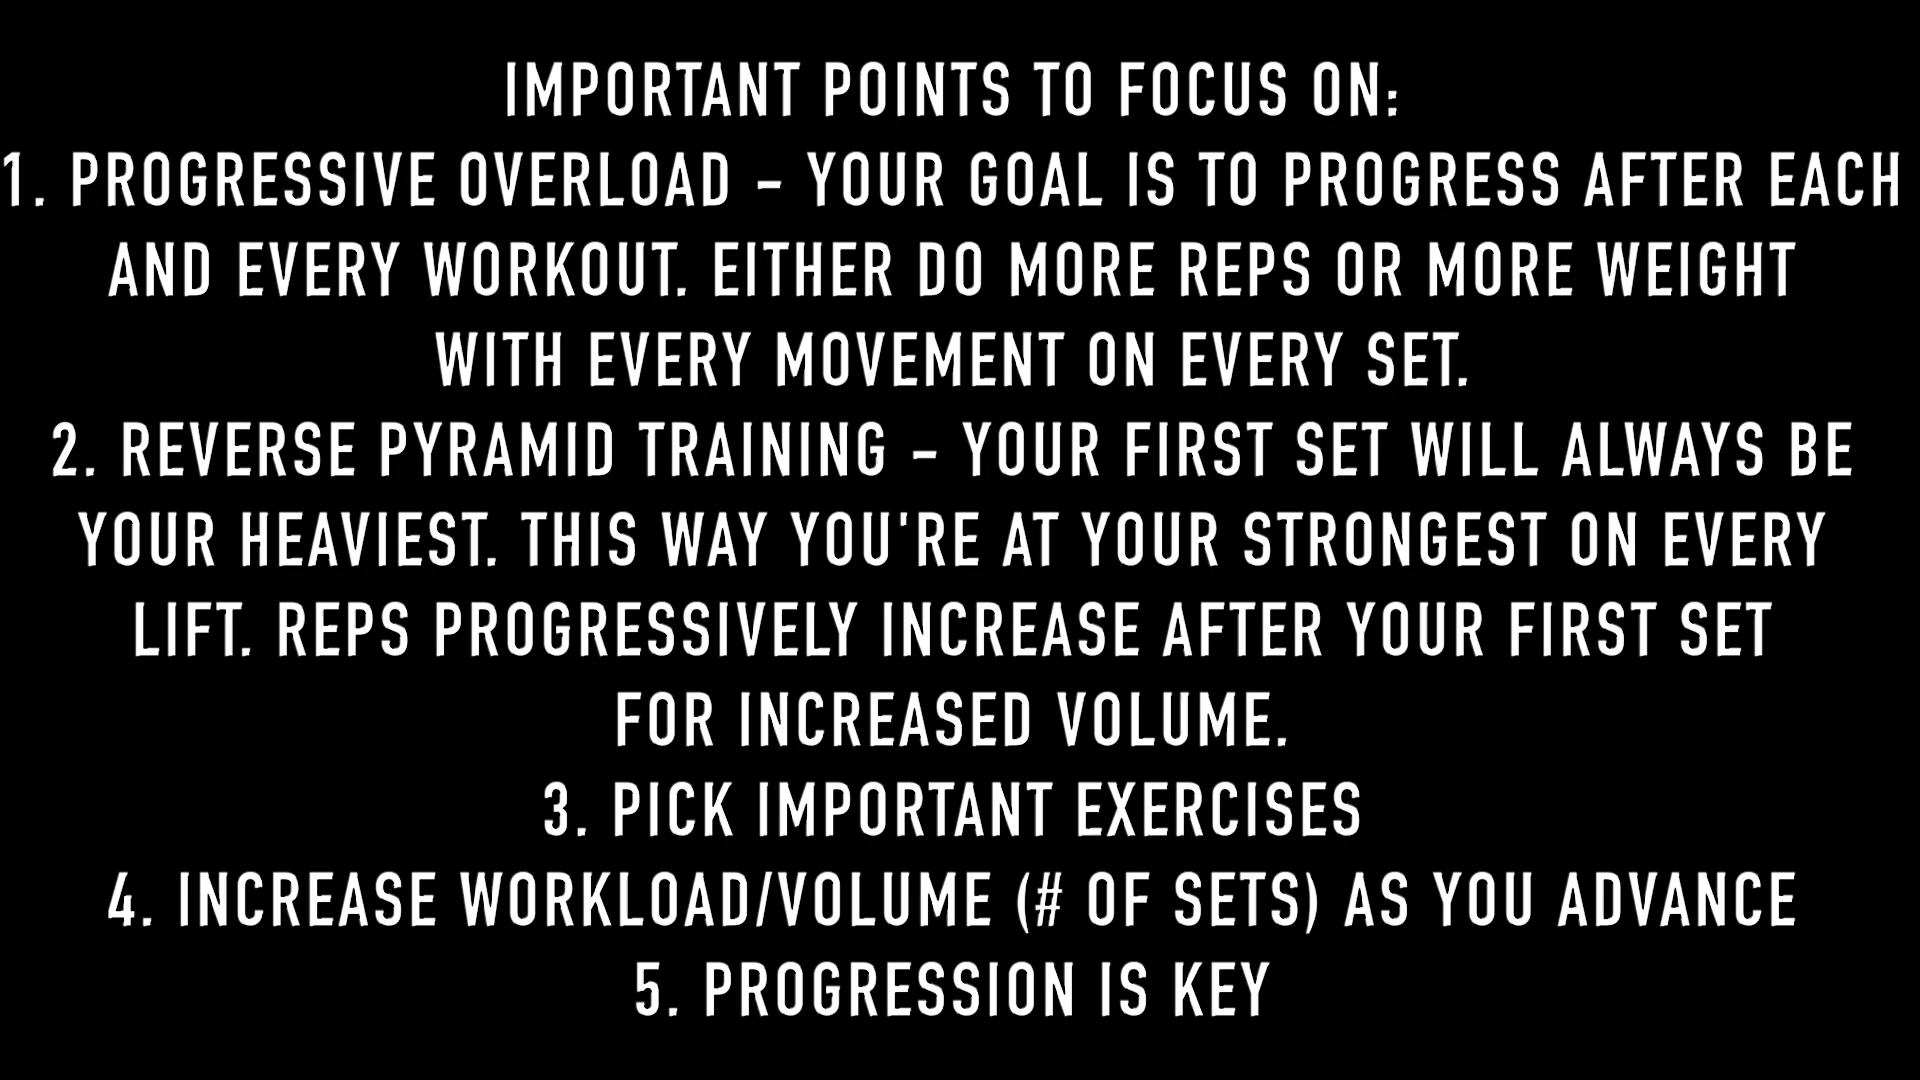 IMPORTANT POINTS TO FOCUS ON:
1. PROGRESSIVE OVERLOAD – YOUR GOAL IS TO PROGRESS AFTER EACH
AND EVERY WORKOUT. EITHER DO MORE REPS OR MORE WEIGHT
WITH EVERY MOVEMENT ON EVERY SET.
2. REVERSE PYRAMID TRAINING – YOUR FIRST SET WILL ALWAYS BE
YOUR HEAVIEST. THIS WAY YOU'RE AT YOUR STRONGEST ON EVERY
LIFT. REPS PROGRESSIVELY INCREASE AFTER YOUR FIRST SET
FOR INCREASED VOLUME.
3. PICK IMPORTANT EXERCISES
4. INCREASE WORKLOAD/VOLUME (# OF SETS) AS YOU ADVANCE
5. PROGRESSION IS KEY